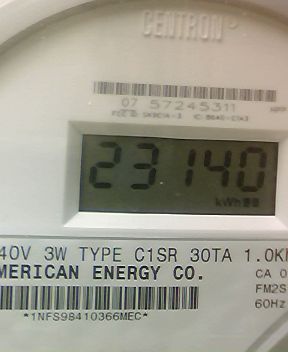 CENTRON
07 57245311
23140
kWh
40V 3W TYPE C1SR 30TA 1.0K
MERICAN ENERGY CO.
CA 0
FM2S
60Hz
*1NFS98410366MEC*